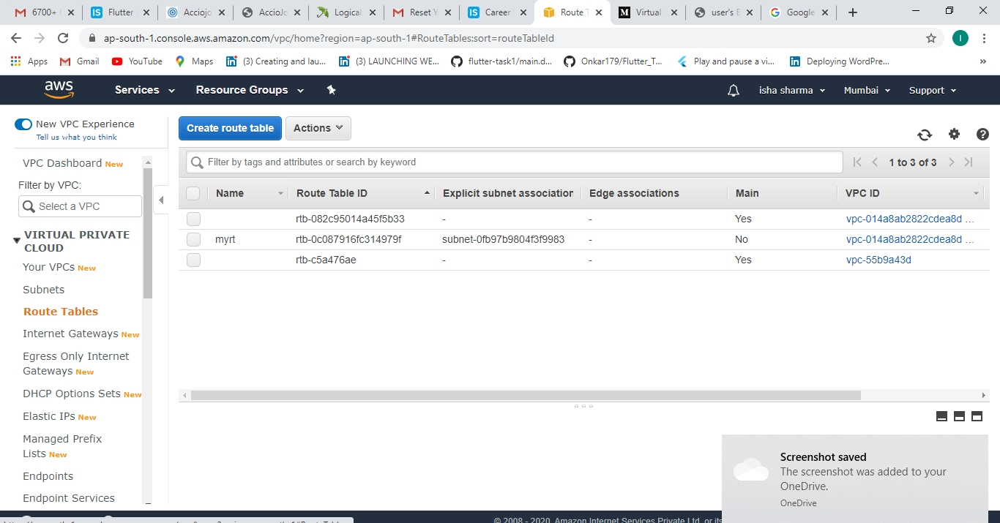 6700+
Flutter
Acciojo
AccioJo
Logical
Reset Y
Career
Route T
Virtual
user's B
Google
ap-south-1.console.aws.amazon.com/vpc/home?region=ap-south-1#RouteTables:sort=routeTableId
I
Apps
Gmail
YouTube
Maps
(3) Creating and lau...
(3) LAUNCHING WE...
flutter-task1/main.d...
Onkar179/Flutter_T...
Play and pause a vi...
Deploying WordPre...
»
aws
Services
Resource Groups
isha sharma
Mumbai
Support
New VPC Experience
Tell us what you think
VPC Dashboard New
Filter by VPC:
Select a VPC
VIRTUAL PRIVATE
CLOUD
Your VPCs New
Subnets
Route Tables
Internet Gateways New
Egress Only Internet
Gateways New
DHCP Options Sets New
Elastic IPs New
Managed Prefix
Lists New
Endpoints
Endpoint Services
Create route table
Actions
Filter by tags and attributes or search by keyword
1 to 3 of 3
Name Route Table ID Explicit subnet association Edge associations Main VPC ID
rtb-082c95014a45f5b33 - - Yes vpc-014a8ab2822cdea8d ...
myrt rtb-0c087916fc314979f subnet-0fb97b9804f3f9983 - No vpc-014a8ab2822cdea8d ...
rtb-c5a476ae - - Yes vpc-55b9a43d
Screenshot saved
The screenshot was added to your
OneDrive.
OneDrive
© 2008 - 2020, Amazon Internet Services Private Ltd. or its